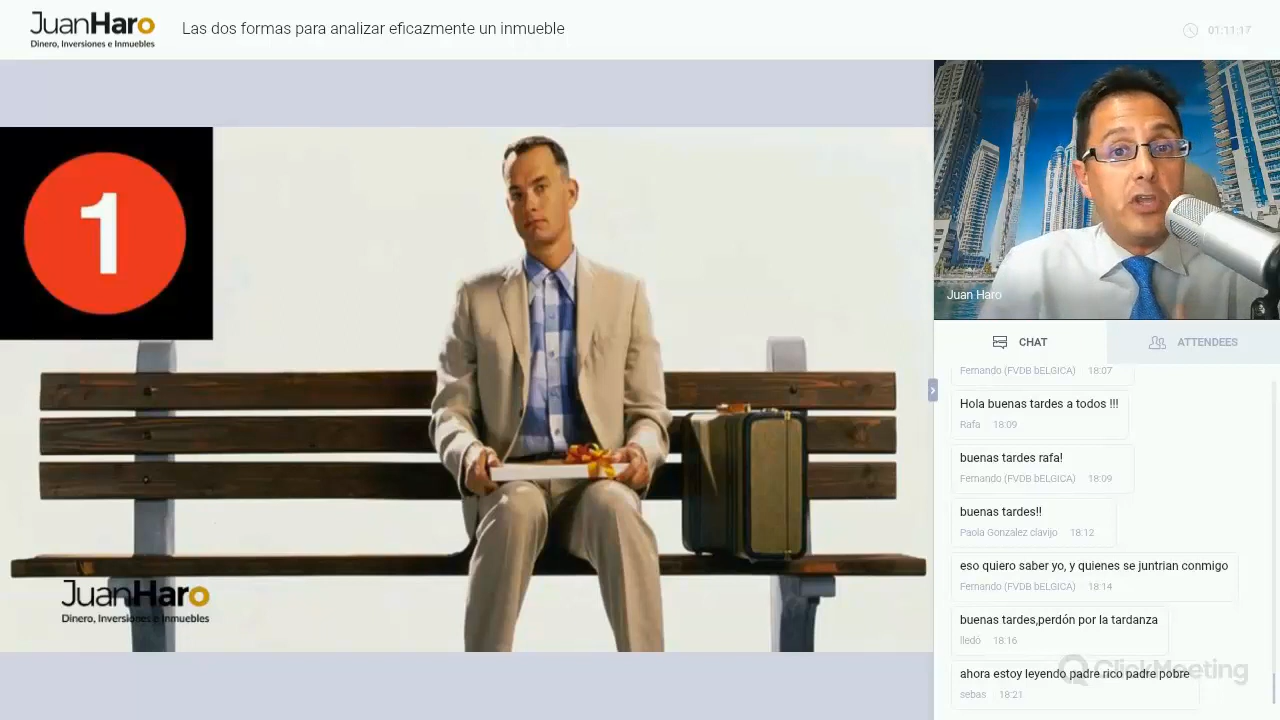 JuanHaro
Dinero, Inversiones e Inmuebles
Las dos formas para analizar eficazmente un inmueble
01:11:17
1
JuanHaro
Dinero, Inversiones e Inmuebles
Juan Haro
CHAT
ATTENDEES
Fernando (FVDB bELGICA) 18:07
Hola buenas tardes a todos !!!
Rafa 18:09
buenas tardes rafa!
Fernando (FVDB bELGICA) 18:09
buenas tardes!!
Paola Gonzalez clavijo 18:12
eso quiero saber yo, y quienes se juntrian conmigo
Fernando (FVDB bELGICA) 18:14
buenas tardes,perdón por la tardanza
lledó 18:16
ahora estoy leyendo padre rico padre pobre
sebas 18:21
ClickMeeting